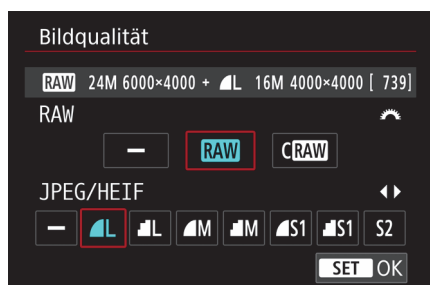 Bildqualität
RAW 24M 6000×4000 + L 16M 4000×4000 [ 739]
RAW
– RAW CRAW
JPEG/HEIF
– L L M M S1 S1 S2
SET OK